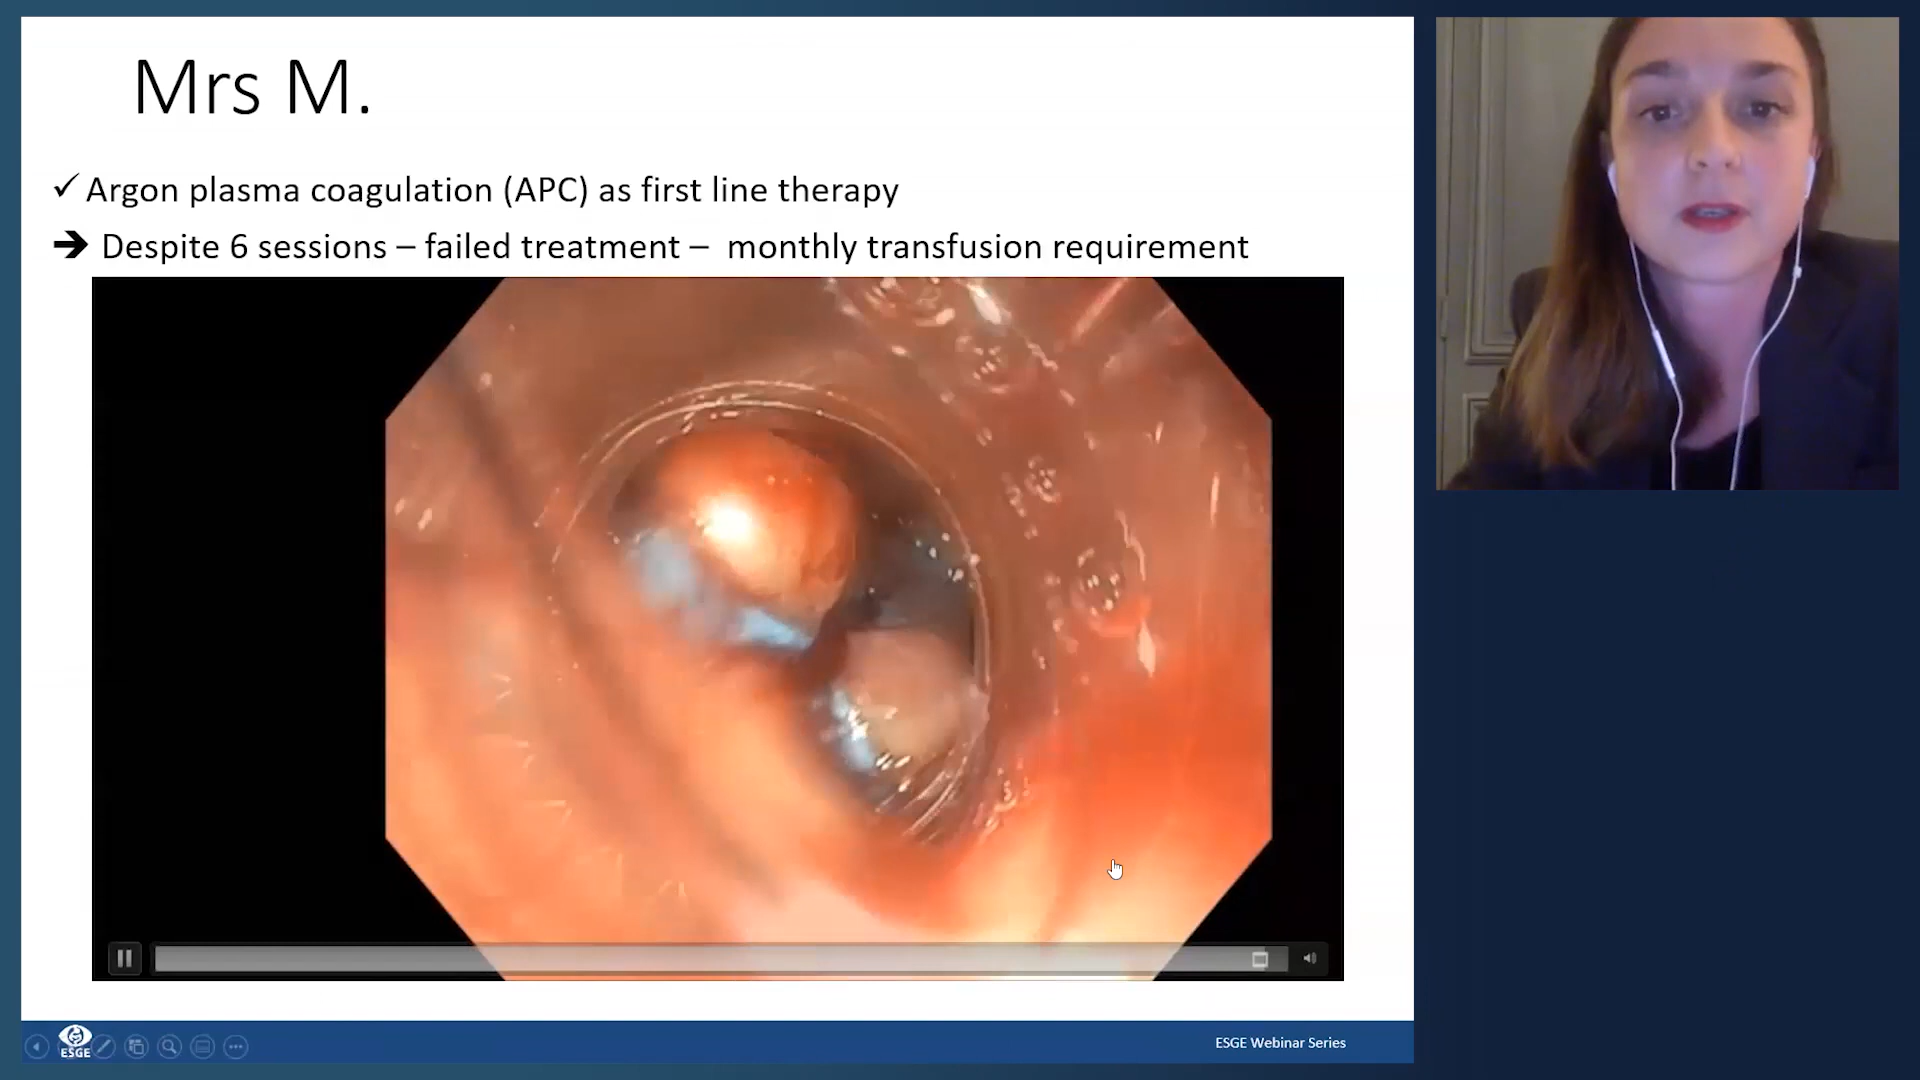 Mrs M.
✓ Argon plasma coagulation (APC) as first line therapy
➔ Despite 6 sessions – failed treatment – monthly transfusion requirement
ESGE
ESGE Webinar Series